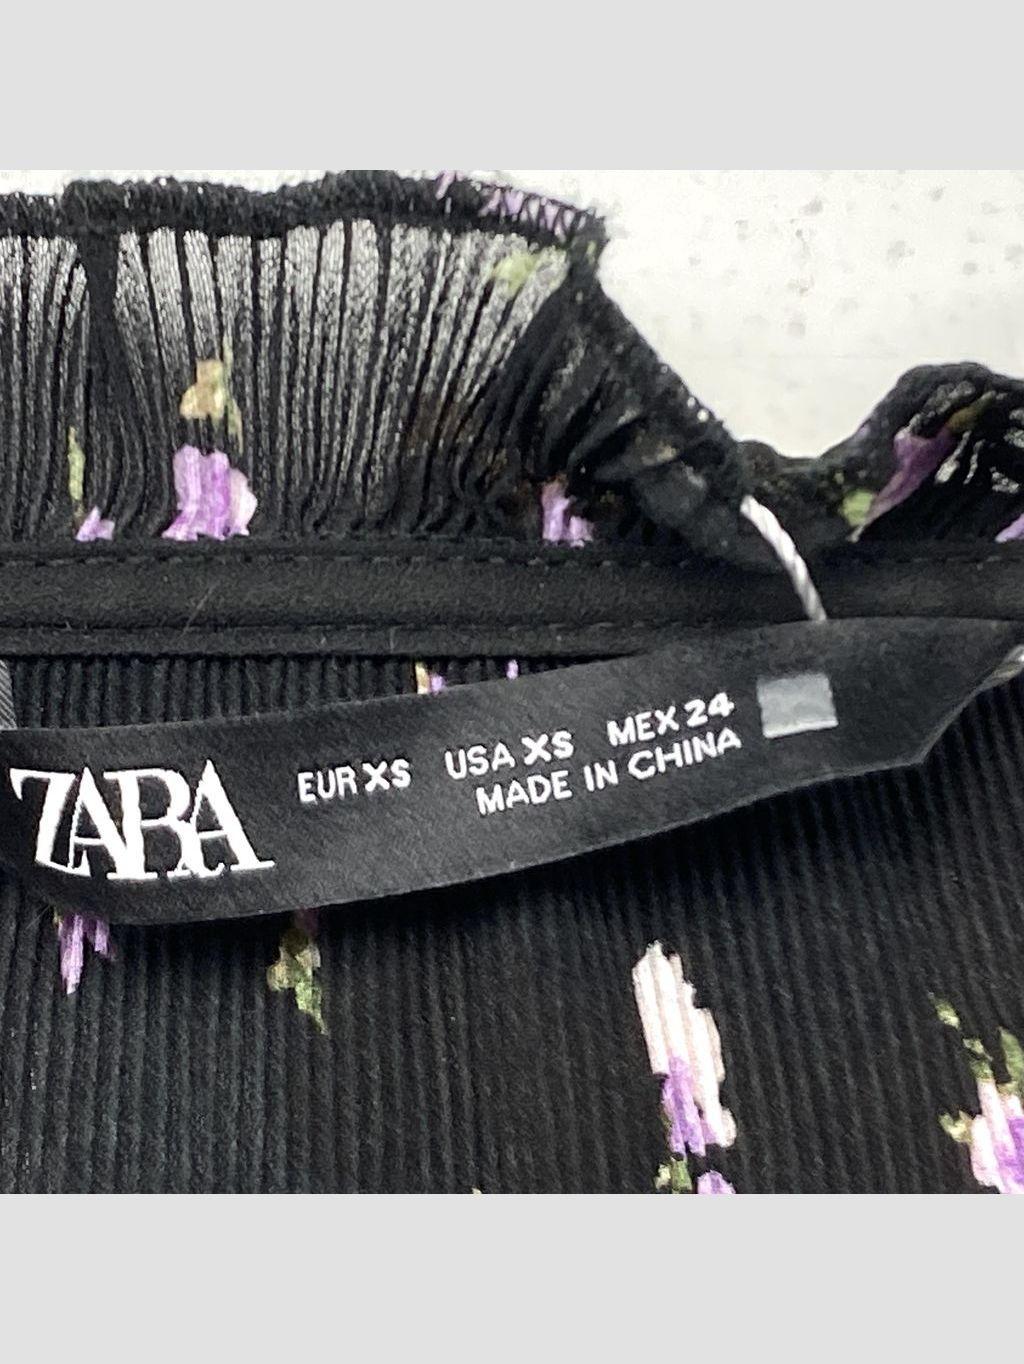 ZARA
EUR XS USA XS MEX 24
MADE IN CHINA